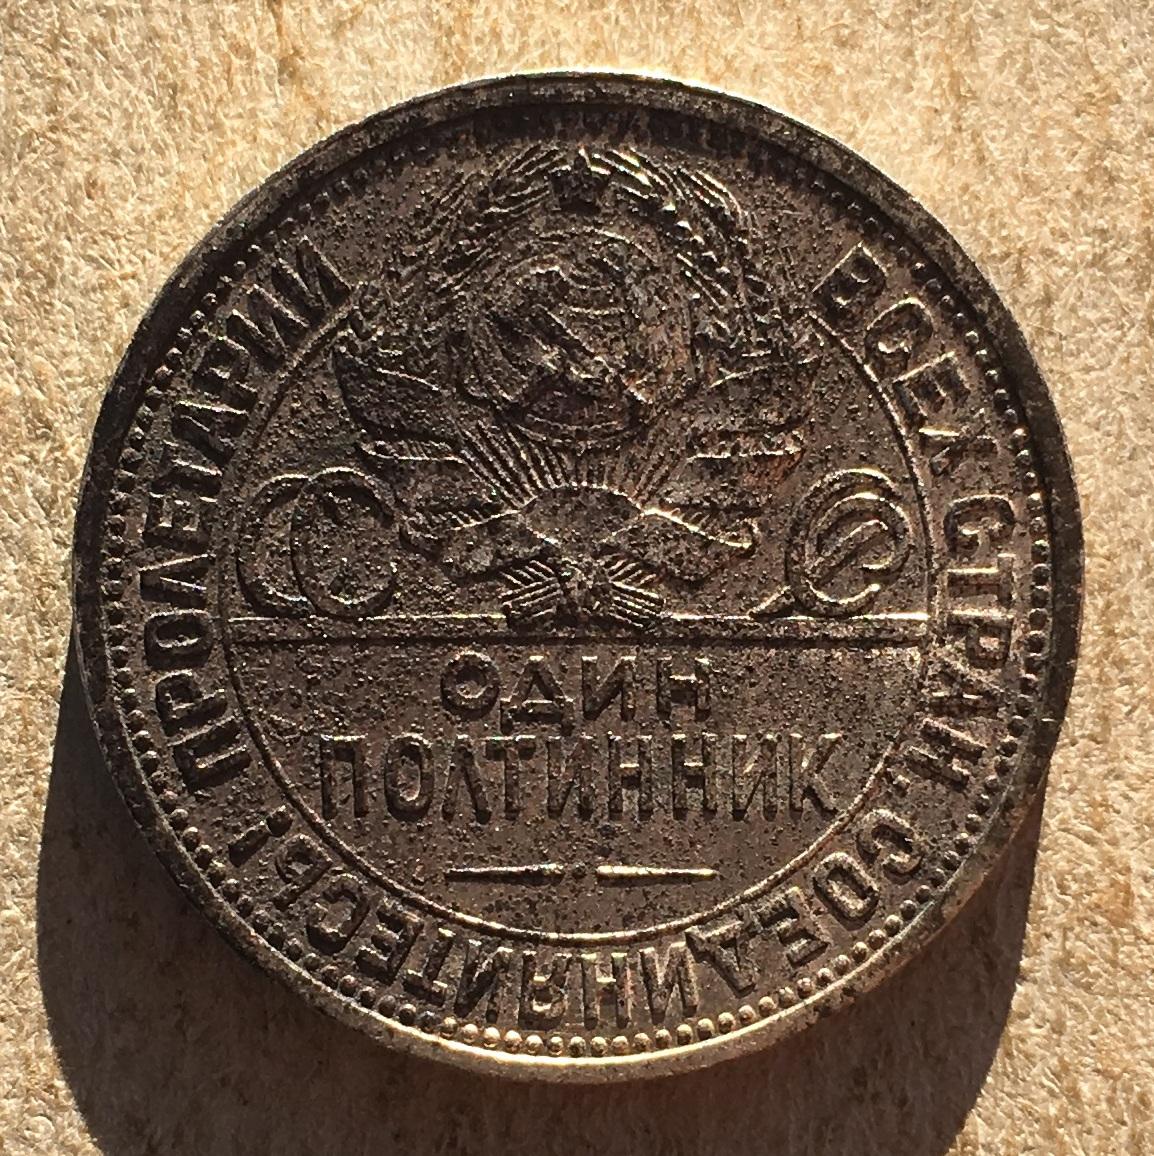 ПРОЛЕТАРИИ ВСЕХ СТРАН, СОЕДИНЯЙТЕСЬ!
С С С Р
ОДИН
ПОЛТИННИК